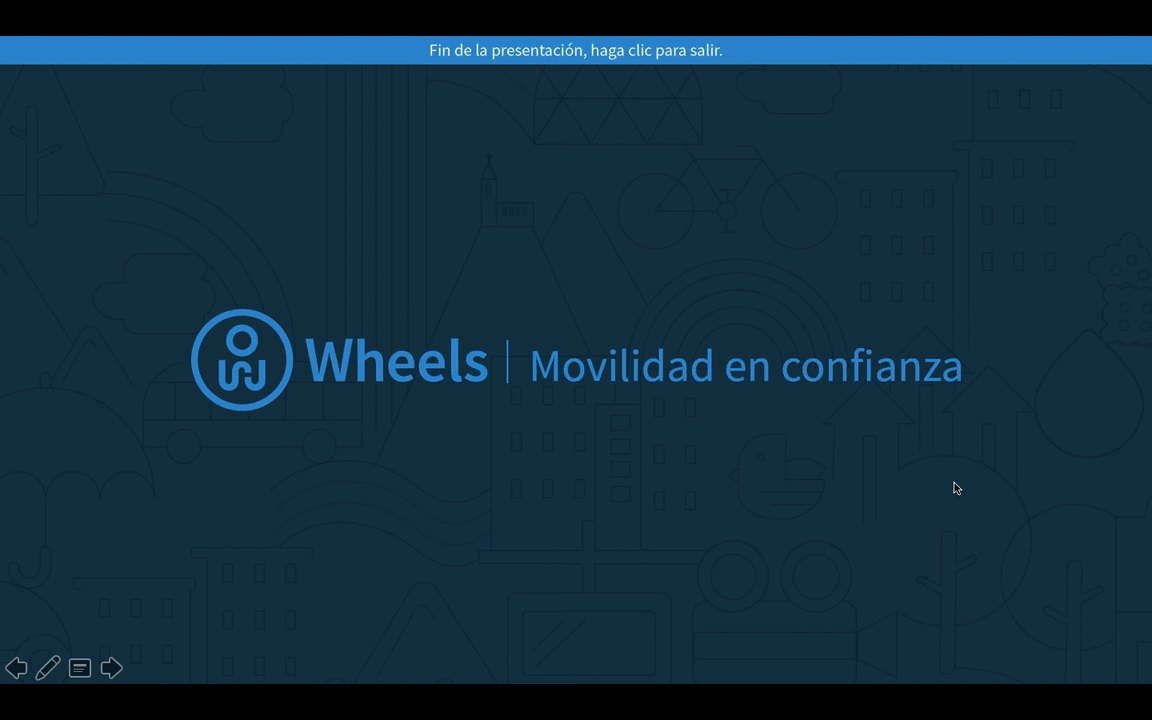 Fin de la presentación, haga clic para salir.
Wheels | Movilidad en confianza